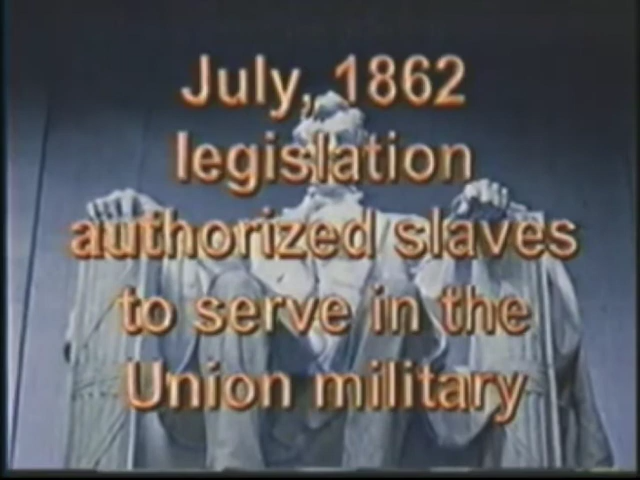 July, 1862
legislation
authorized slaves
to serve in the
Union military